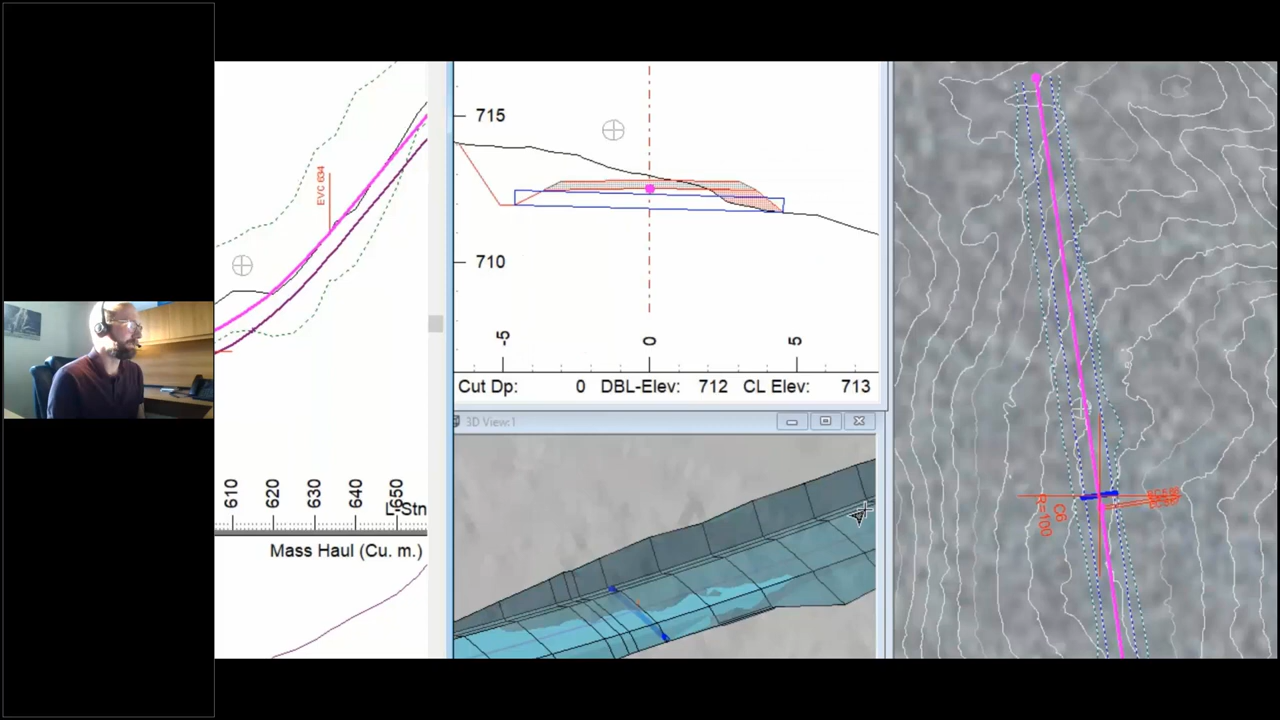 EVC 634
610
620
630
640
650
L-Stn
Mass Haul (Cu. m.)
715
710
-5
0
5
Cut Dp: 0 DBL-Elev: 712 CL Elev: 713
3D View:1
C6
R=100